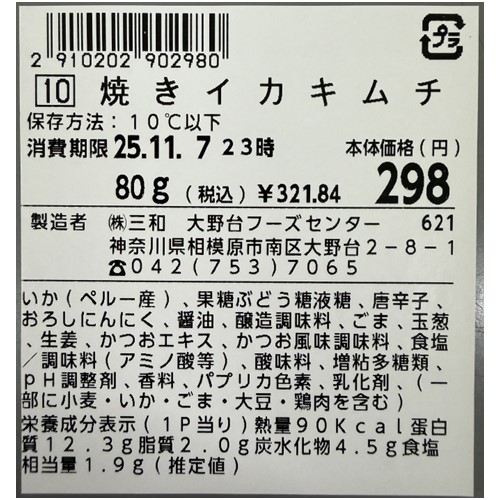 プラ
2 910202 902980
10 焼きイカキムチ
保存方法：10℃以下
消費期限 25.11. 7 23時 本体価格(円)
80g (税込) ¥321.84 298
製造者 ㈱三和 大野台フーズセンター 621
神奈川県相模原市南区大野台2-8-1
☎042(753)7065
いか(ペルー産)、果糖ぶどう糖液糖、唐辛子、
おろしにんにく、醤油、醸造調味料、ごま、玉葱
、生姜、かつおエキス、かつお風味調味料、食塩
/調味料(アミノ酸等)、酸味料、増粘多糖類、
pH調整剤、香料、パプリカ色素、乳化剤、(一
部に小麦・いか・ごま・大豆・鶏肉を含む)
栄養成分表示(1P当り)熱量90Kcal蛋白
質12.3g脂質2.0g炭水化物4.5g食塩
相当量1.9g(推定値)